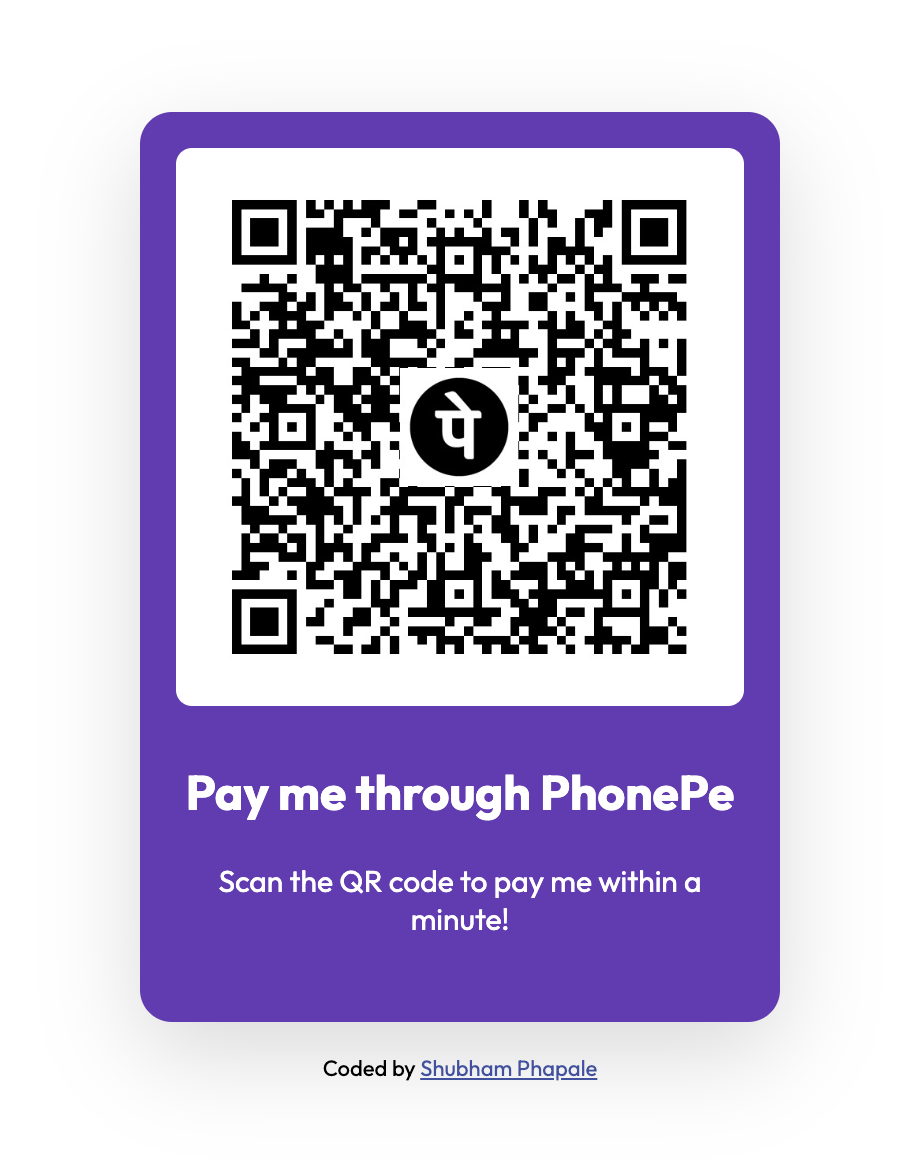 पे
Pay me through PhonePe
Scan the QR code to pay me within a
minute!
Coded by Shubham Phapale